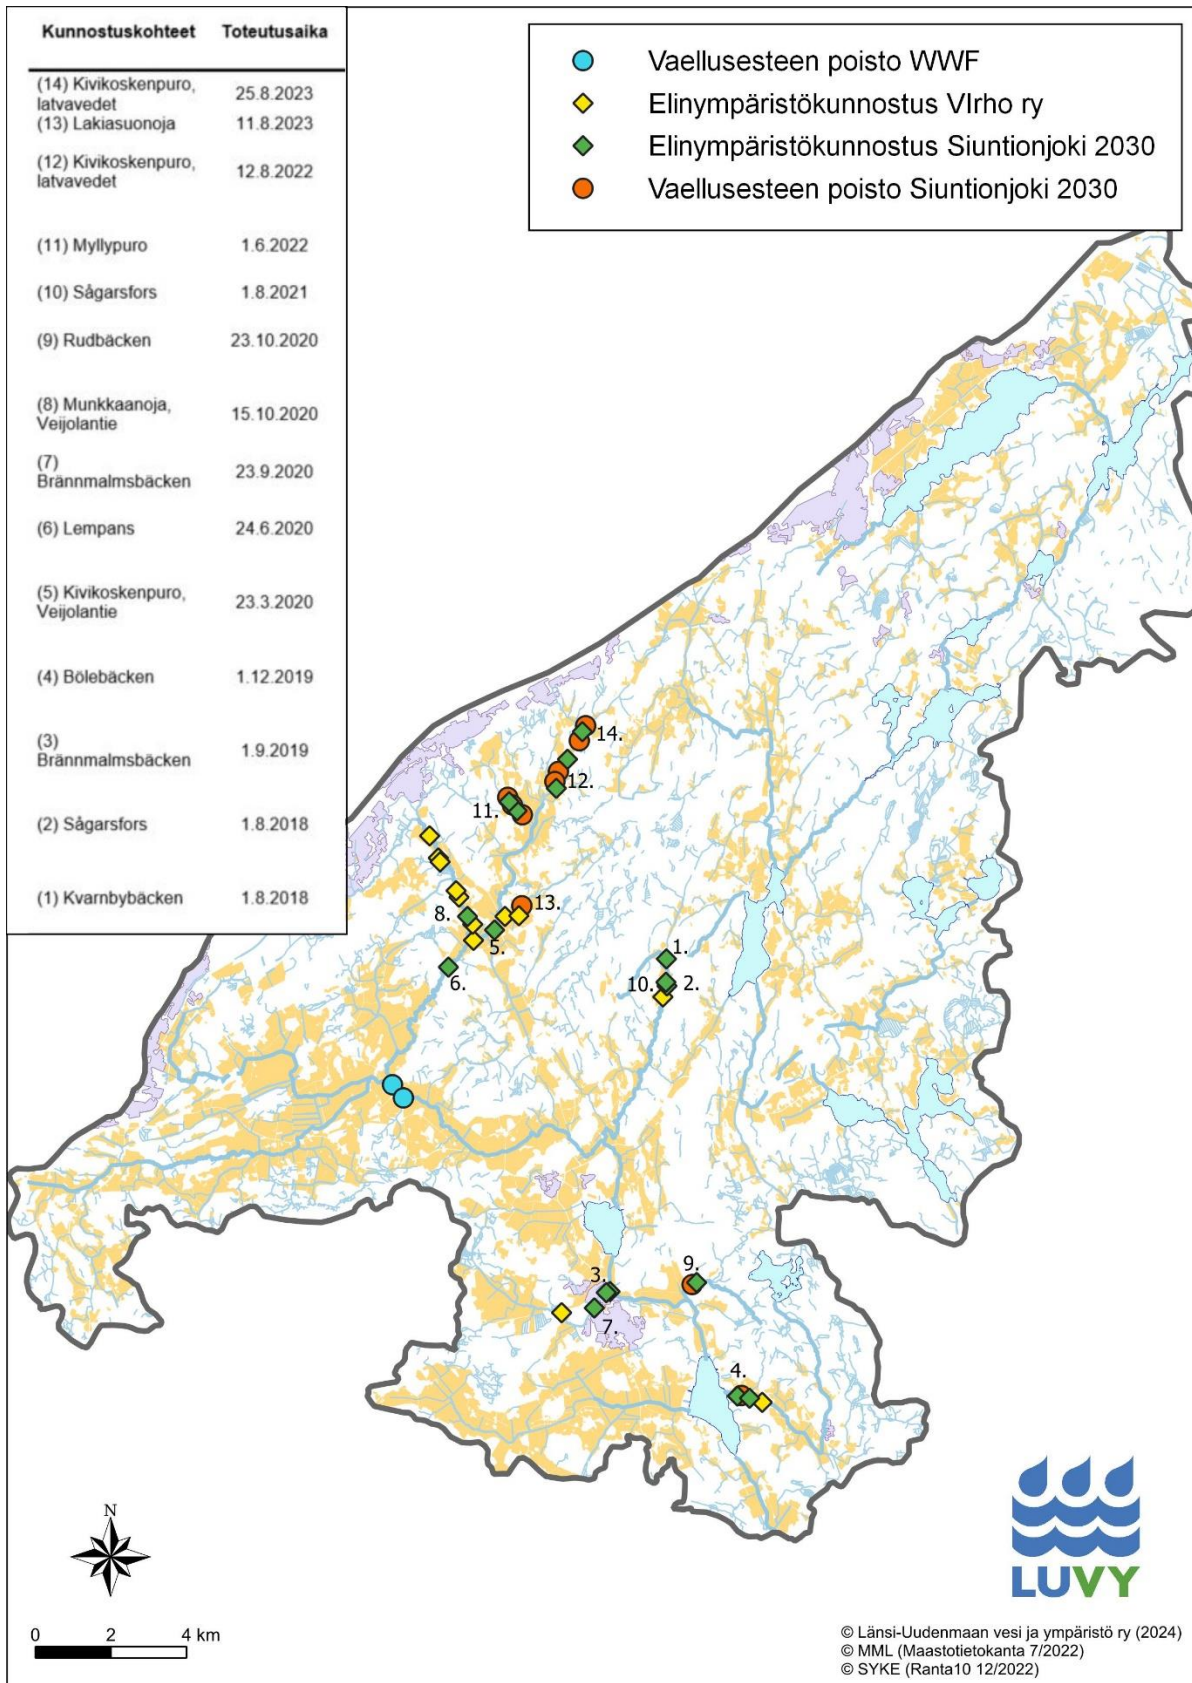 Kunnostuskohteet Toteutusaika
(14) Kivikoskenpuro,
latvavedet 25.8.2023
(13) Lakiasuonoja 11.8.2023
(12) Kivikoskenpuro,
latvavedet 12.8.2022
(11) Myllypuro 1.6.2022
(10) Sågarsfors 1.8.2021
(9) Rudbäcken 23.10.2020
(8) Munkkaanoja,
Veijolantie 15.10.2020
(7)
Brännmalmsbäcken 23.9.2020
(6) Lempans 24.6.2020
(5) Kivikoskenpuro,
Veijolantie 23.3.2020
(4) Bölebäcken 1.12.2019
(3)
Brännmalmsbäcken 1.9.2019
(2) Sågarsfors 1.8.2018
(1) Kvarnbybäcken 1.8.2018
Vaellusesteen poisto WWF
Elinympäristökunnostus VIrho ry
Elinympäristökunnostus Siuntionjoki 2030
Vaellusesteen poisto Siuntionjoki 2030
14.
12.
11.
13.
8.
5.
6.
1.
10.
2.
9.
3.
7.
4.
N
0 2 4 km
LUVY
© Länsi-Uudenmaan vesi ja ympäristö ry (2024)
© MML (Maastotietokanta 7/2022)
© SYKE (Ranta10 12/2022)